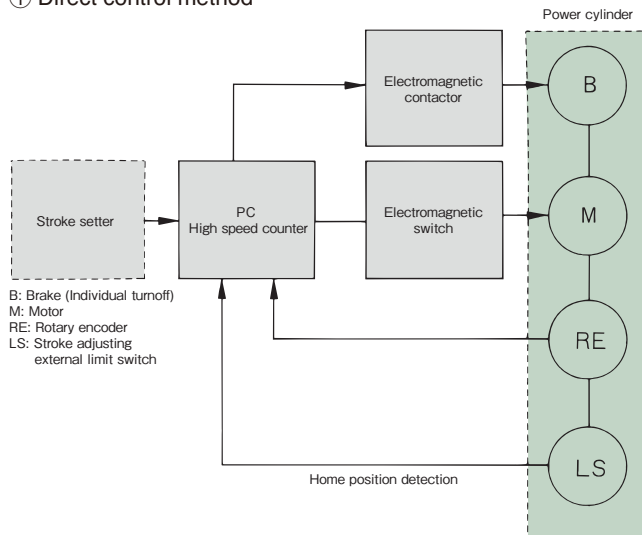 ① Direct control method
Power cylinder
Electromagnetic
contactor
B
Stroke setter
PC
High speed counter
Electromagnetic
switch
M
B: Brake (Individual turnoff)
M: Motor
RE: Rotary encoder
LS: Stroke adjusting
external limit switch
RE
LS
Home position detection